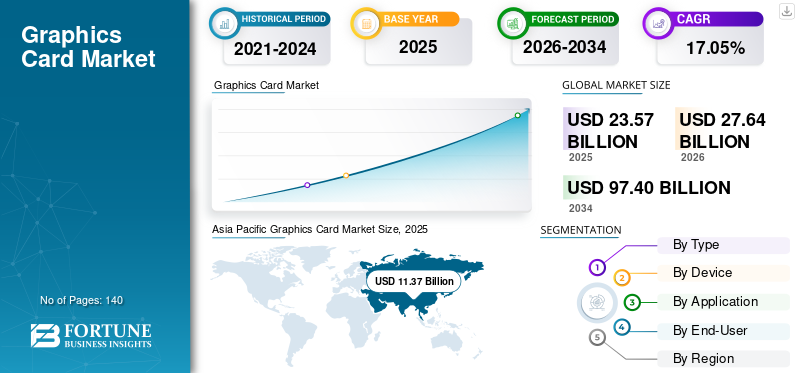 Graphics
Card Market
No of Pages: 140
FORTUNE
BUSINESS INSIGHTS
HISTORICAL PERIOD
2021-2024
BASE YEAR
2025
FORECAST PERIOD
2026-2034
CAGR
17.05%
Graphics Card Market
GLOBAL MARKET SIZE
USD 23.57
BILLION
2025
USD 27.64
BILLION
2026
USD 97.40 BILLION
2034
Asia Pacific Graphics Card Market Size, 2025
USD 11.37 Billion
SEGMENTATION
1
By Type
2
By Device
3
By Application
4
By End-User
5
By Region